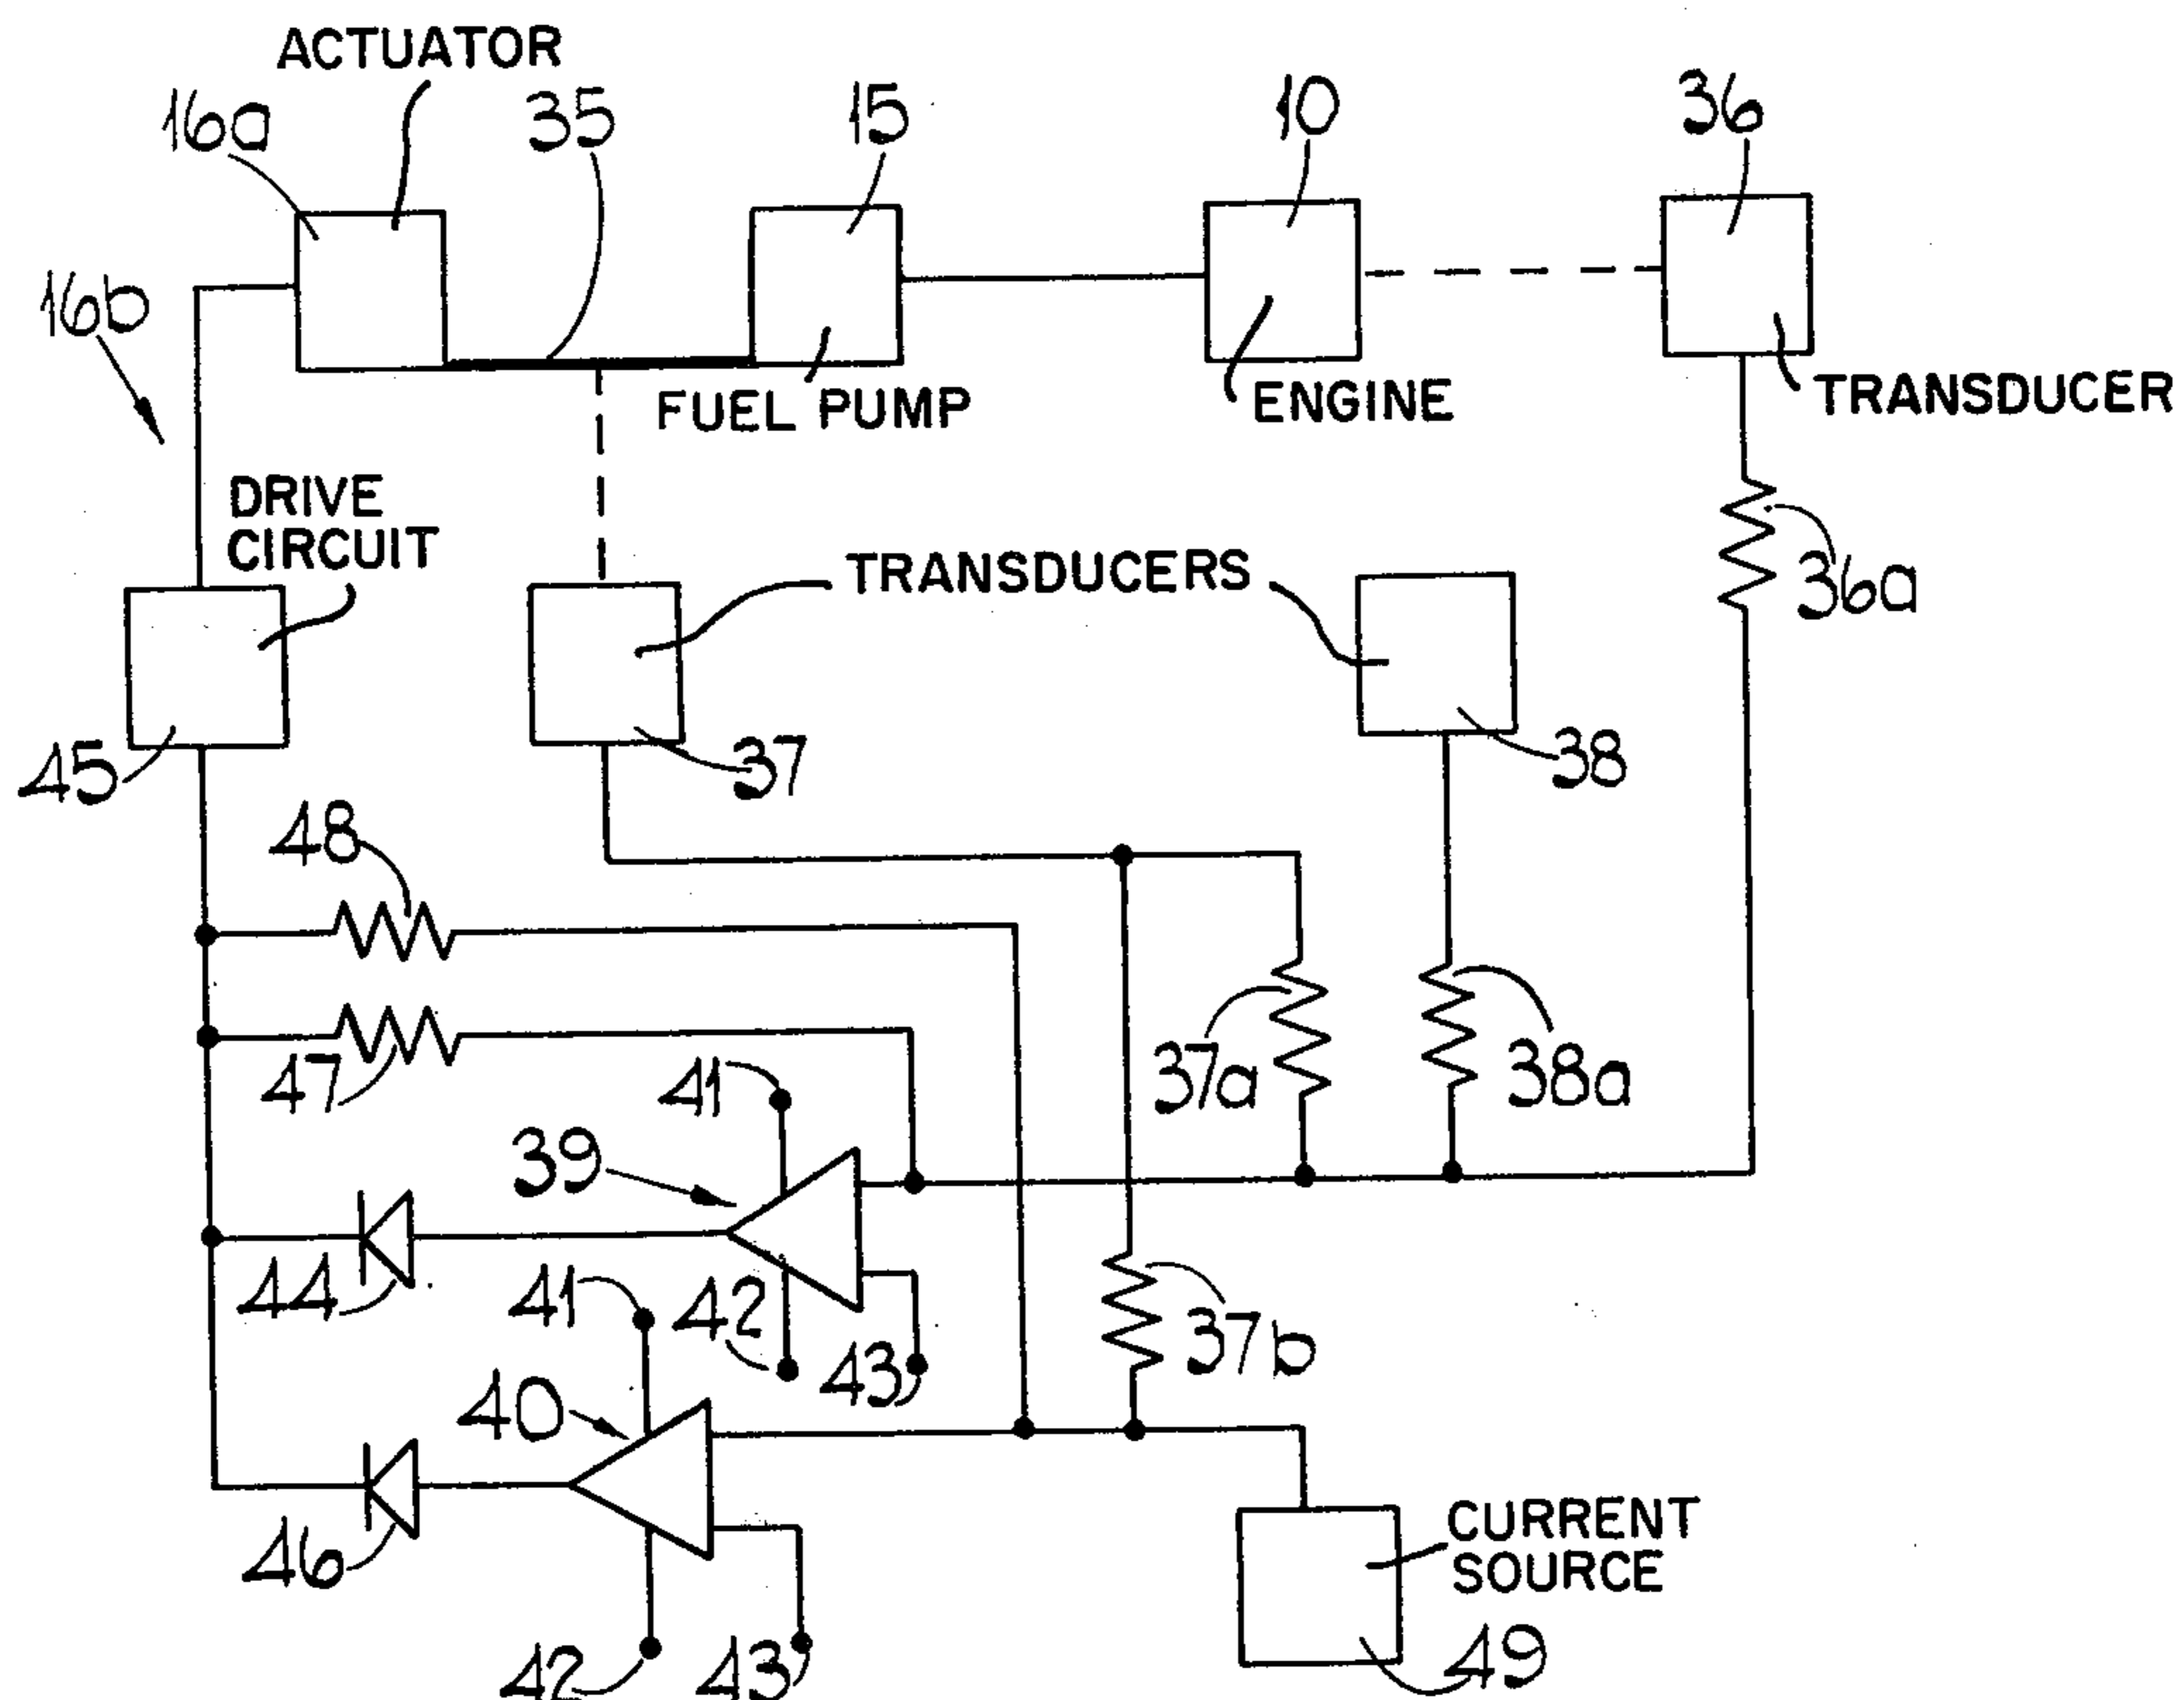 ACTUATOR
16a
35
15
10
36
16b
FUEL PUMP
ENGINE
TRANSDUCER
DRIVE
CIRCUIT
TRANSDUCERS
36a
45
37
38
48
47
41
37a
38a
39
44
41
42
43
37b
40
46
CURRENT
SOURCE
42
43
49